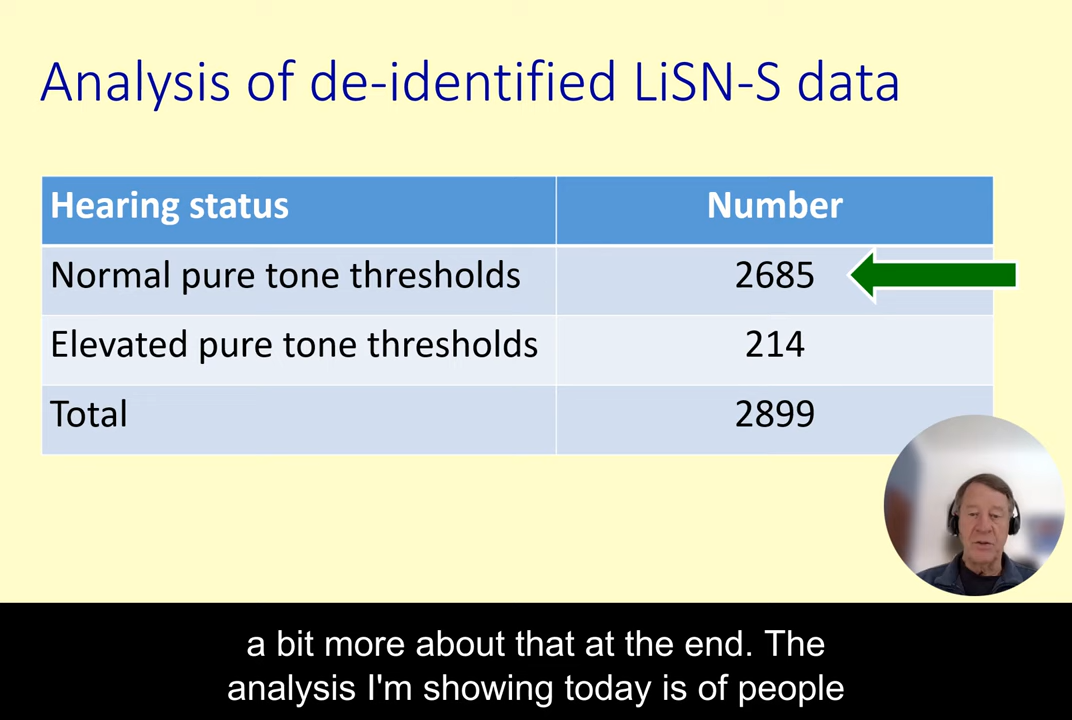 Analysis of de-identified LiSN-S data
Hearing status Number
Normal pure tone thresholds 2685
Elevated pure tone thresholds 214
Total 2899
a bit more about that at the end. The
analysis I'm showing today is of people